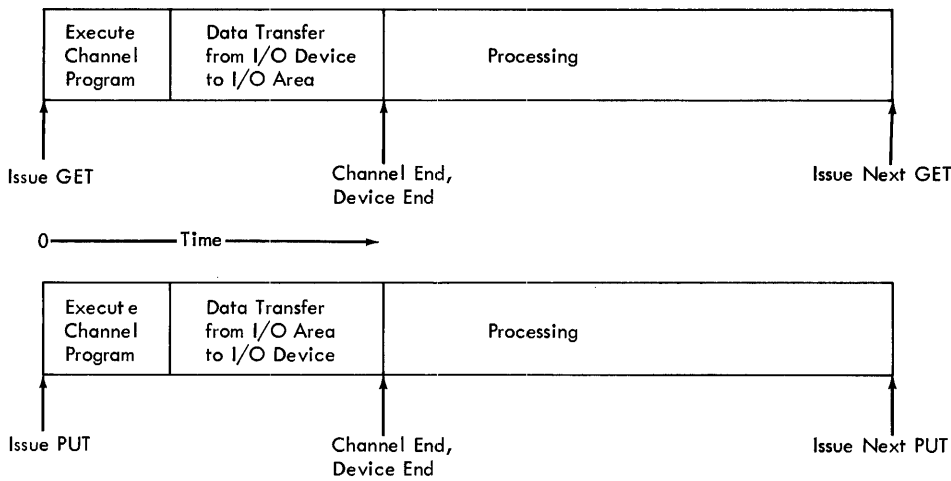 Execute
Channel
Program
Data Transfer
from I/O Device
to I/O Area
Processing
Issue GET
Channel End,
Device End
Issue Next GET
0 Time
Execute
Channel
Program
Data Transfer
from I/O Area
to I/O Device
Processing
Issue PUT
Channel End,
Device End
Issue Next PUT